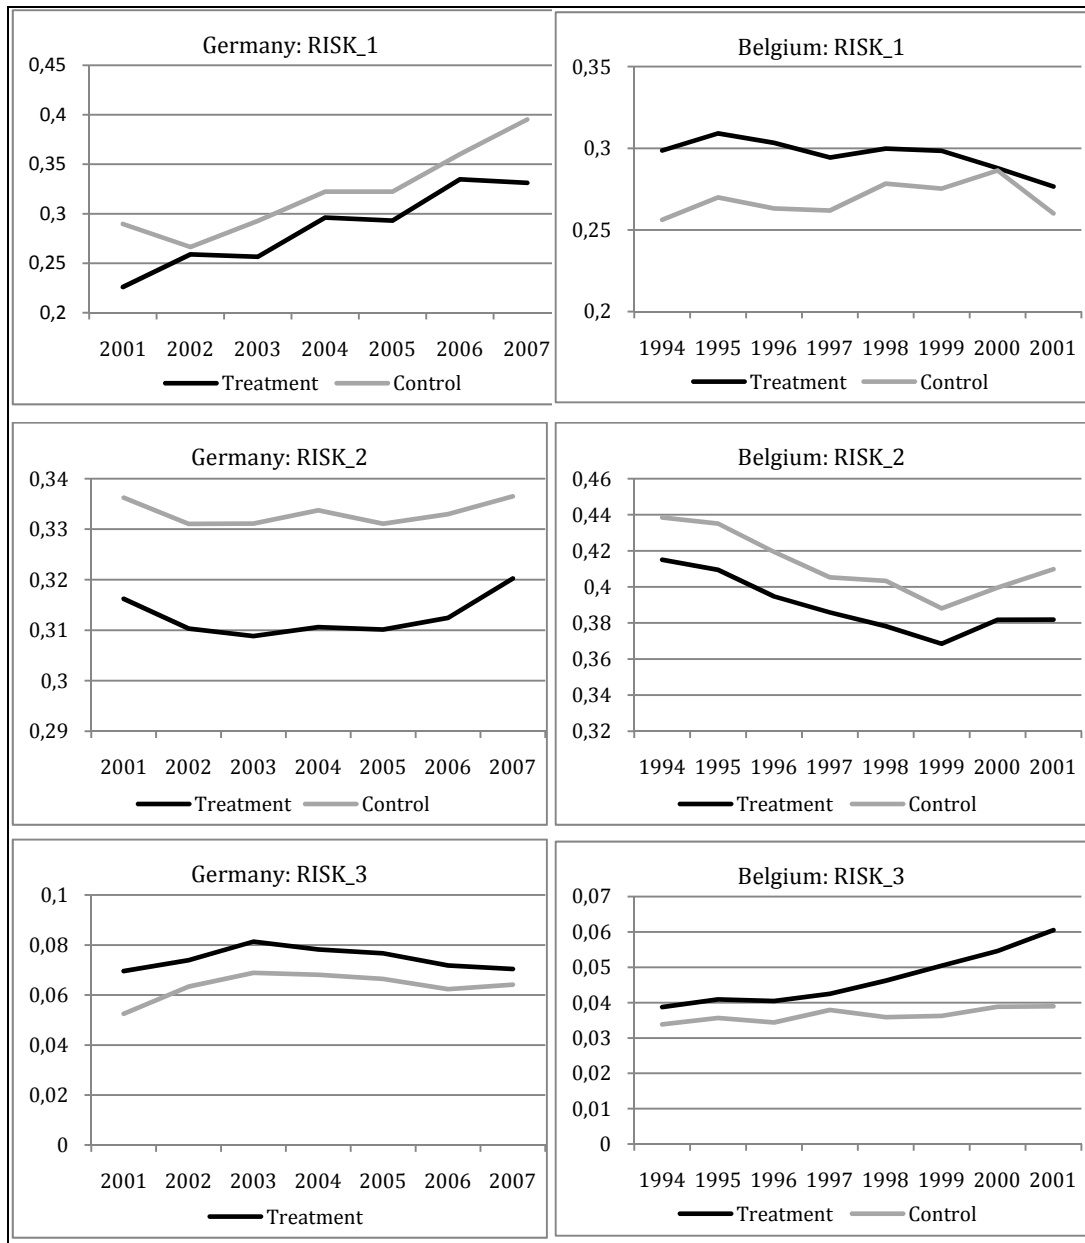 Germany: RISK_1
0,45
0,4
0,35
0,3
0,25
0,2
2001 2002 2003 2004 2005 2006 2007
Treatment Control
Belgium: RISK_1
0,35
0,3
0,25
0,2
1994 1995 1996 1997 1998 1999 2000 2001
Treatment Control
Germany: RISK_2
0,34
0,33
0,32
0,31
0,3
0,29
2001 2002 2003 2004 2005 2006 2007
Treatment Control
Belgium: RISK_2
0,46
0,44
0,42
0,4
0,38
0,36
0,34
0,32
1994 1995 1996 1997 1998 1999 2000 2001
Treatment Control
Germany: RISK_3
0,1
0,08
0,06
0,04
0,02
0
2001 2002 2003 2004 2005 2006 2007
Treatment
Belgium: RISK_3
0,07
0,06
0,05
0,04
0,03
0,02
0,01
0
1994 1995 1996 1997 1998 1999 2000 2001
Treatment Control